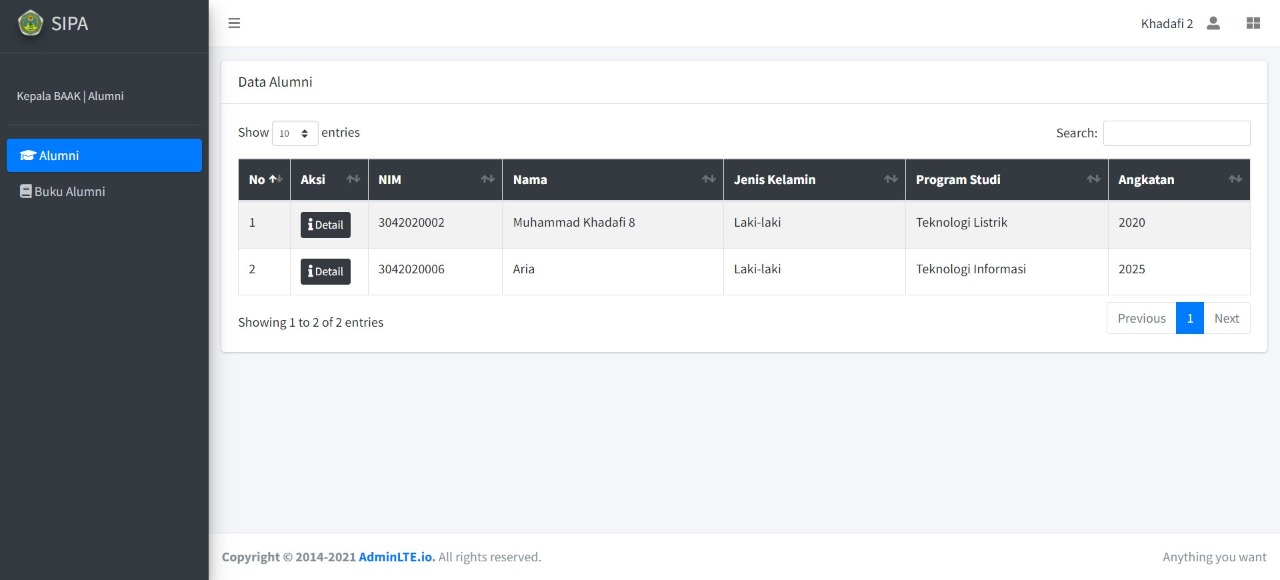 SIPA
Khadafi 2
Kepala BAAK | Alumni
Alumni
Buku Alumni
Data Alumni
Show 10 entries
Search:
No Aksi NIM Nama Jenis Kelamin Program Studi Angkatan
1 Detail 3042020002 Muhammad Khadafi 8 Laki-laki Teknologi Listrik 2020
2 Detail 3042020006 Aria Laki-laki Teknologi Informasi 2025
Showing 1 to 2 of 2 entries
Previous 1 Next
Copyright © 2014-2021 AdminLTE.io. All rights reserved.
Anything you want